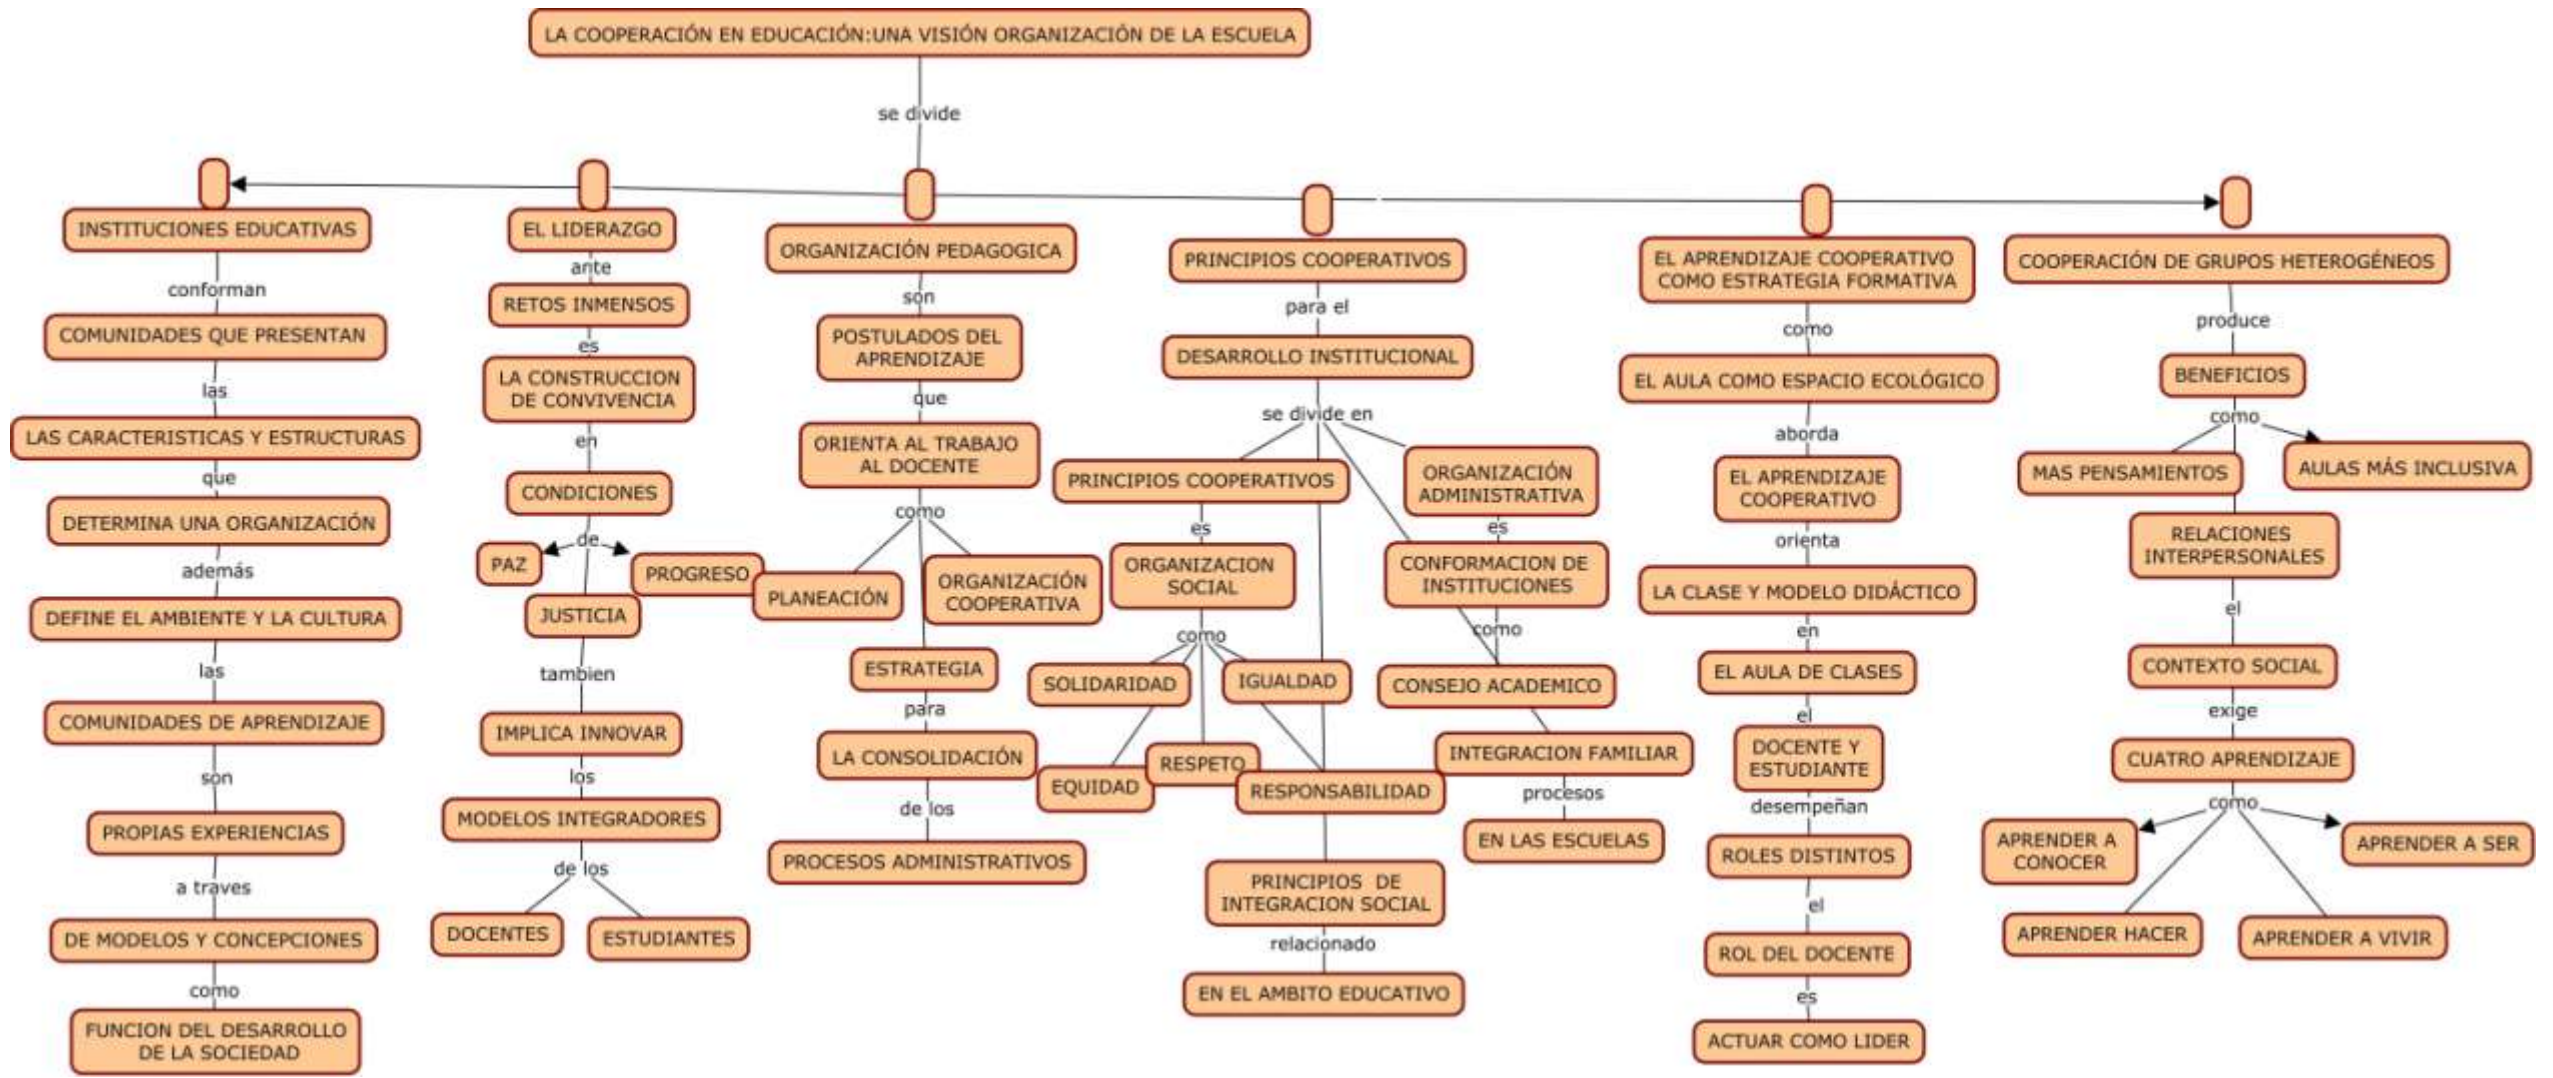 LA COOPERACIÓN EN EDUCACIÓN:UNA VISIÓN ORGANIZACIÓN DE LA ESCUELA
se divide
INSTITUCIONES EDUCATIVAS
conforman
COMUNIDADES QUE PRESENTAN
las
LAS CARACTERISTICAS Y ESTRUCTURAS
que
DETERMINA UNA ORGANIZACIÓN
además
DEFINE EL AMBIENTE Y LA CULTURA
las
COMUNIDADES DE APRENDIZAJE
son
PROPIAS EXPERIENCIAS
a traves
DE MODELOS Y CONCEPCIONES
como
FUNCION DEL DESARROLLO
DE LA SOCIEDAD
EL LIDERAZGO
ante
RETOS INMENSOS
es
LA CONSTRUCCION
DE CONVIVENCIA
en
CONDICIONES
de
PAZ
PROGRESO
JUSTICIA
tambien
IMPLICA INNOVAR
los
MODELOS INTEGRADORES
de los
DOCENTES
ESTUDIANTES
ORGANIZACIÓN PEDAGOGICA
son
POSTULADOS DEL
APRENDIZAJE
que
ORIENTA AL TRABAJO
AL DOCENTE
como
PLANEACIÓN
ORGANIZACIÓN
COOPERATIVA
ESTRATEGIA
para
LA CONSOLIDACIÓN
de los
PROCESOS ADMINISTRATIVOS
PRINCIPIOS COOPERATIVOS
para el
DESARROLLO INSTITUCIONAL
se divide en
PRINCIPIOS COOPERATIVOS
es
ORGANIZACION
SOCIAL
como
SOLIDARIDAD
IGUALDAD
EQUIDAD
RESPETO
RESPONSABILIDAD
PRINCIPIOS DE
INTEGRACION SOCIAL
relacionado
EN EL AMBITO EDUCATIVO
ORGANIZACIÓN
ADMINISTRATIVA
es
CONFORMACION DE
INSTITUCIONES
como
CONSEJO ACADEMICO
INTEGRACION FAMILIAR
procesos
EN LAS ESCUELAS
EL APRENDIZAJE COOPERATIVO
COMO ESTRATEGIA FORMATIVA
como
EL AULA COMO ESPACIO ECOLÓGICO
aborda
EL APRENDIZAJE
COOPERATIVO
orienta
LA CLASE Y MODELO DIDÁCTICO
en
EL AULA DE CLASES
el
DOCENTE Y
ESTUDIANTE
desempeñan
ROLES DISTINTOS
el
ROL DEL DOCENTE
es
ACTUAR COMO LIDER
COOPERACIÓN DE GRUPOS HETEROGÉNEOS
produce
BENEFICIOS
como
MAS PENSAMIENTOS
AULAS MÁS INCLUSIVA
RELACIONES
INTERPERSONALES
el
CONTEXTO SOCIAL
exige
CUATRO APRENDIZAJE
como
APRENDER A
CONOCER
APRENDER A SER
APRENDER HACER
APRENDER A VIVIR